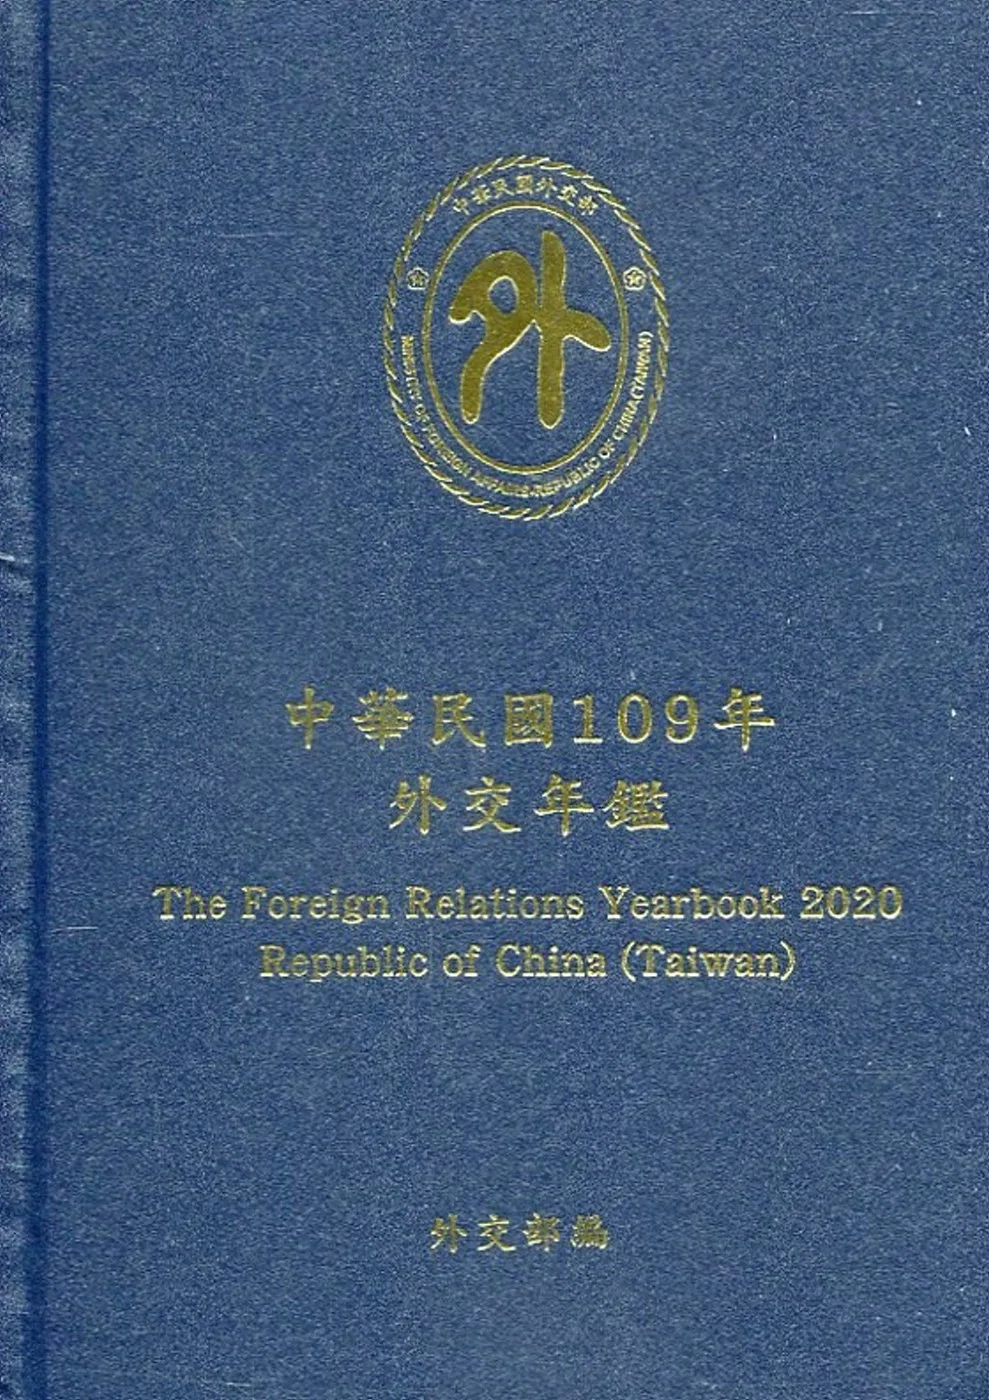 中華民國外交部
外
MINISTRY OF FOREIGN AFFAIRS, REPUBLIC OF CHINA (TAIWAN)
中華民國109年
外交年鑑
The Foreign Relations Yearbook 2020
Republic of China (Taiwan)
外交部編